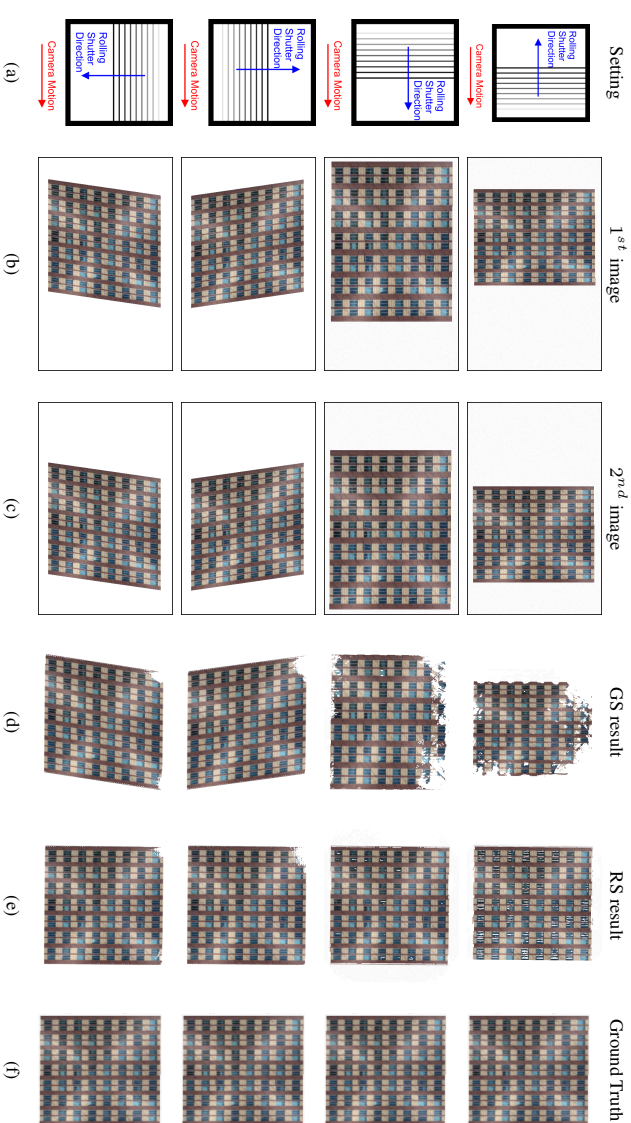 Setting 1ˢᵗ image 2ⁿᵈ image GS result RS result Ground Truth
Rolling
Shutter
Direction
Camera Motion
Rolling
Shutter
Direction
Camera Motion
Rolling
Shutter
Direction
Camera Motion
Rolling
Shutter
Direction
Camera Motion
(a) (b) (c) (d) (e) (f)